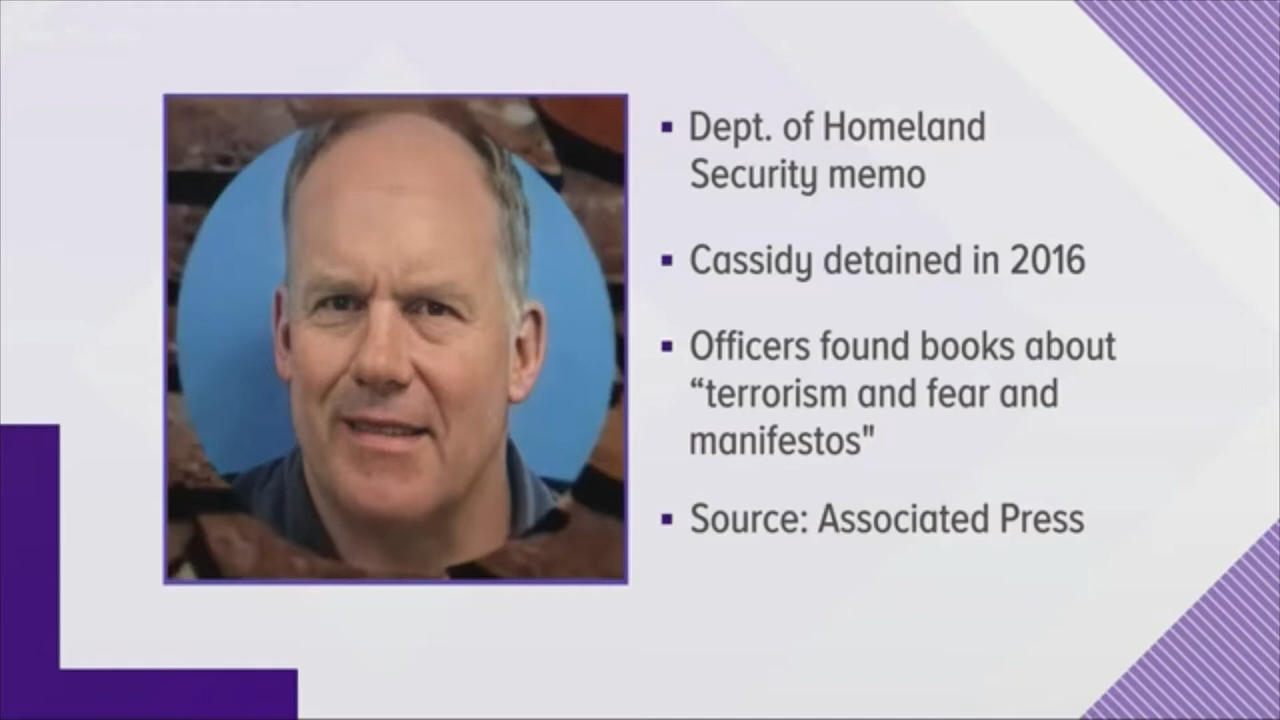 Dept. of Homeland
Security memo
Cassidy detained in 2016
Officers found books about
“terrorism and fear and
manifestos"
Source: Associated Press